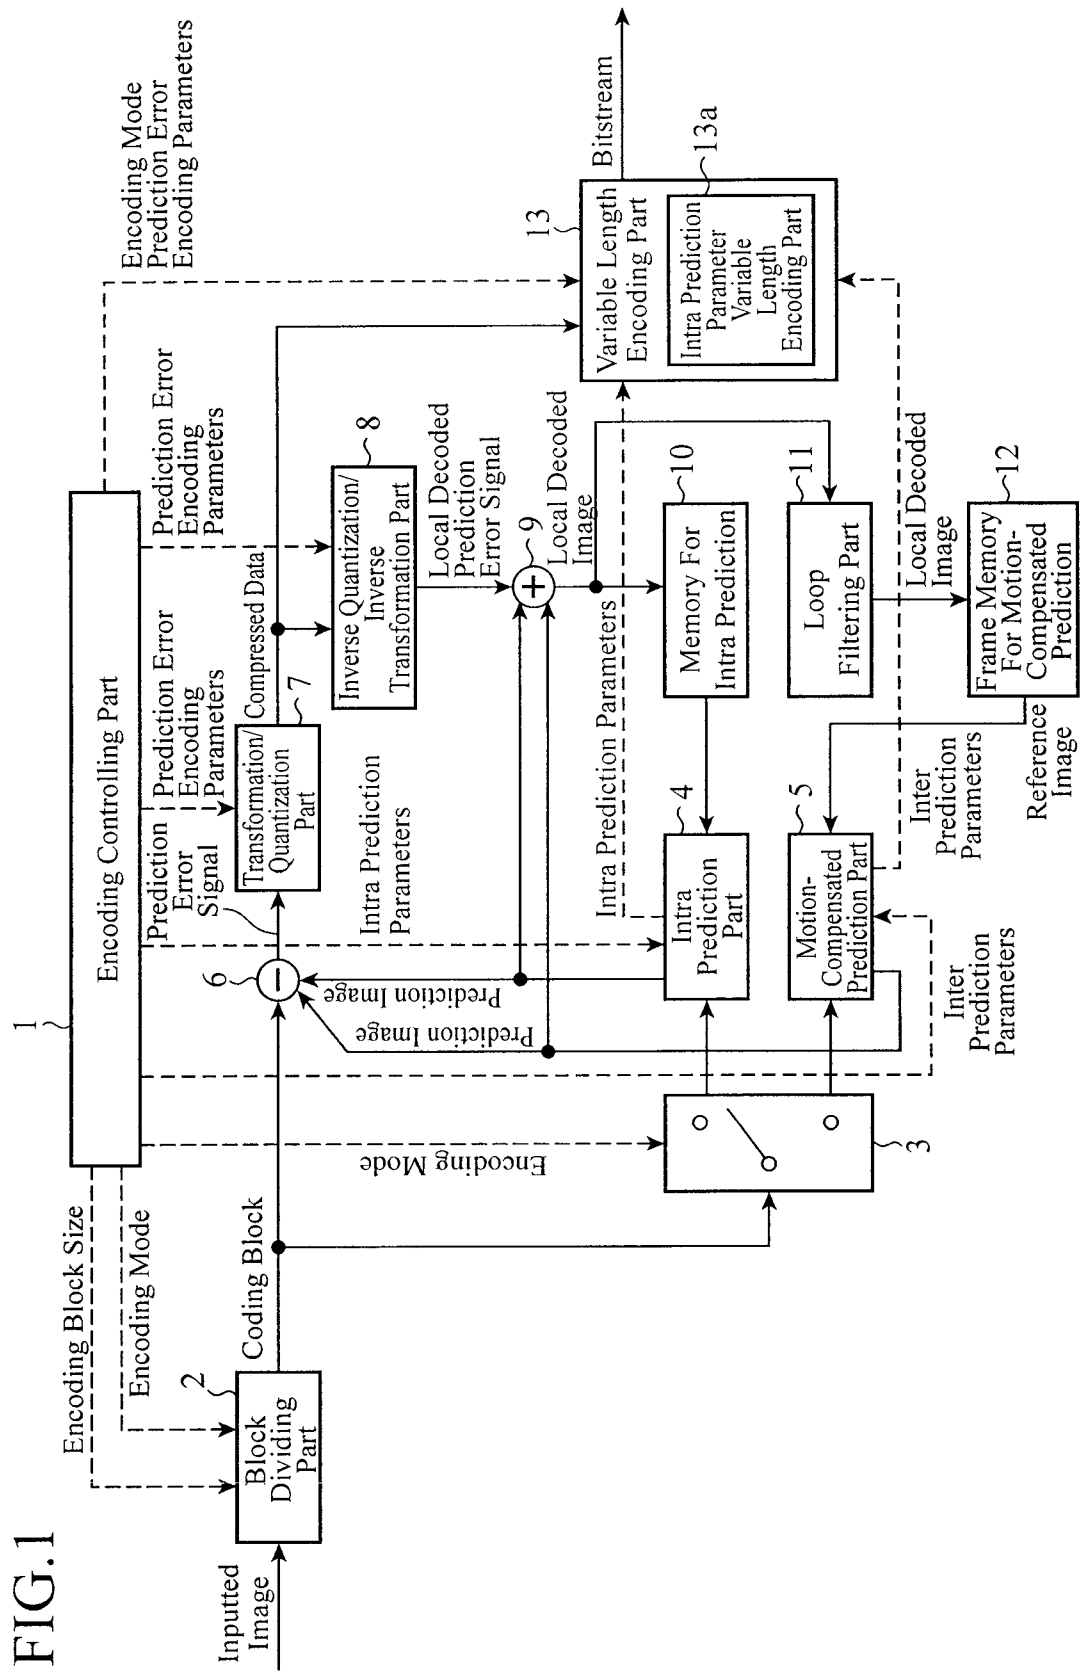 FIG.1
1
Encoding Controlling Part
Encoding Block Size
Encoding Mode
Inputted
Image
2
Block
Dividing
Part
Coding Block
Encoding Mode
3
6
Prediction
Error
Signal
Prediction Image
Prediction Image
Prediction Error
Encoding
Parameters
Transformation/
Quantization
Part
7
Compressed Data
Prediction Error
Encoding
Parameters
Inverse Quantization/
Inverse
Transformation Part
8
Local Decoded
Prediction
Error Signal
9
Local Decoded
Image
Intra Prediction
Parameters
Intra Prediction Parameters
4
Intra
Prediction
Part
10
Memory For
Intra Prediction
5
Motion-
Compensated
Prediction Part
11
Loop
Filtering Part
Local Decoded
Image
12
Frame Memory
For Motion-
Compensated
Prediction
Reference
Image
Inter
Prediction
Parameters
Inter
Prediction
Parameters
Encoding Mode
Prediction Error
Encoding Parameters
13
Variable Length
Encoding Part
13a
Intra Prediction
Parameter
Variable
Length
Encoding Part
Bitstream